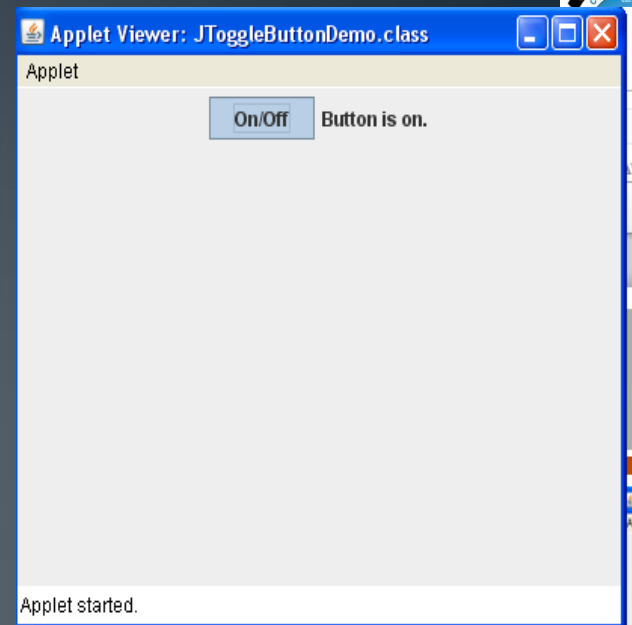 Applet Viewer: JToggleButtonDemo.class
Applet
On/Off Button is on.
Applet started.